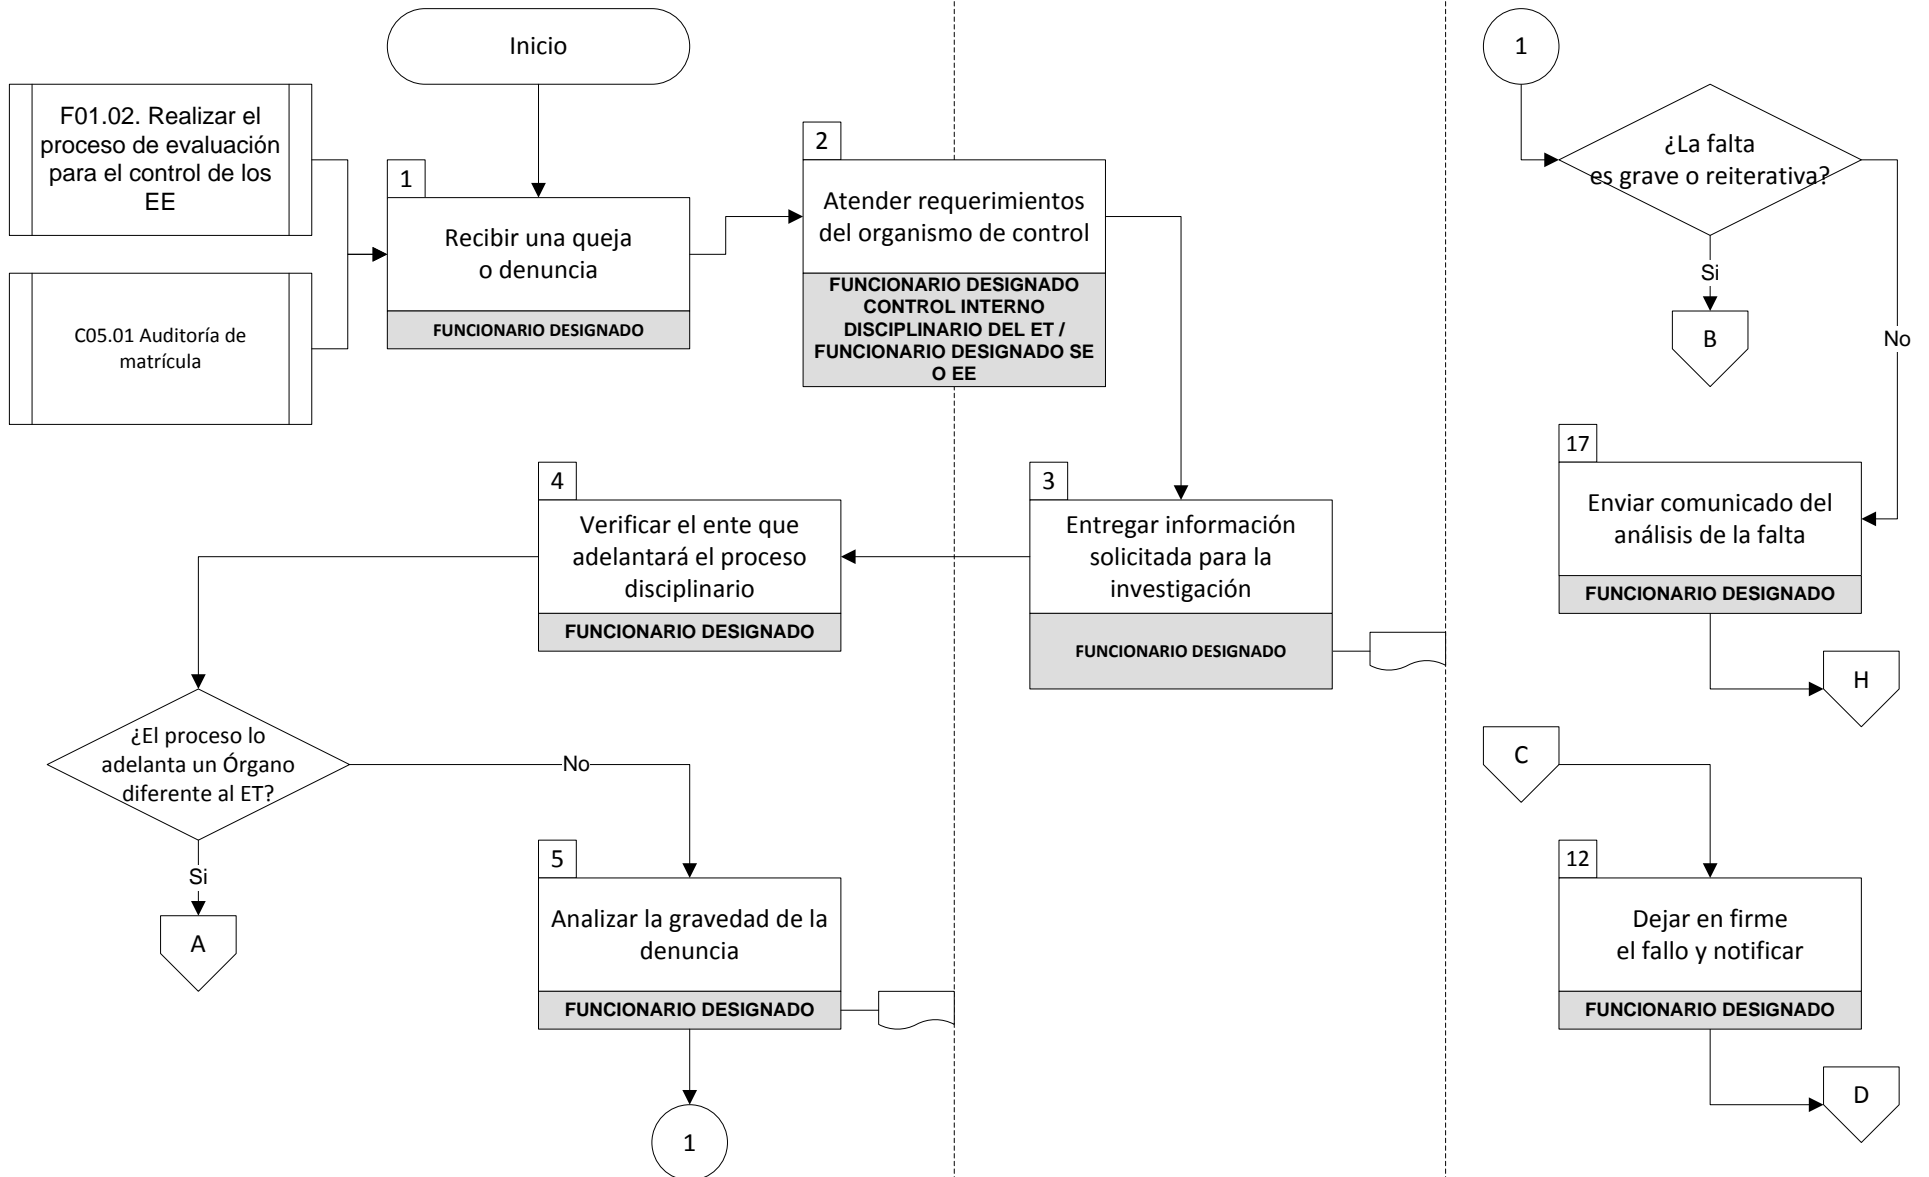 Inicio
F01.02. Realizar el
proceso de evaluación
para el control de los
EE
C05.01 Auditoría de
matrícula
1
Recibir una queja
o denuncia
FUNCIONARIO DESIGNADO
2
Atender requerimientos
del organismo de control
FUNCIONARIO DESIGNADO
CONTROL INTERNO
DISCIPLINARIO DEL ET /
FUNCIONARIO DESIGNADO SE
O EE
3
Entregar información
solicitada para la
investigación
FUNCIONARIO DESIGNADO
4
Verificar el ente que
adelantará el proceso
disciplinario
FUNCIONARIO DESIGNADO
¿El proceso lo
adelanta un Órgano
diferente al ET?
No
Si
A
5
Analizar la gravedad de la
denuncia
FUNCIONARIO DESIGNADO
1
1
¿La falta
es grave o reiterativa?
Si
B
No
17
Enviar comunicado del
análisis de la falta
FUNCIONARIO DESIGNADO
H
C
12
Dejar en firme
el fallo y notificar
FUNCIONARIO DESIGNADO
D